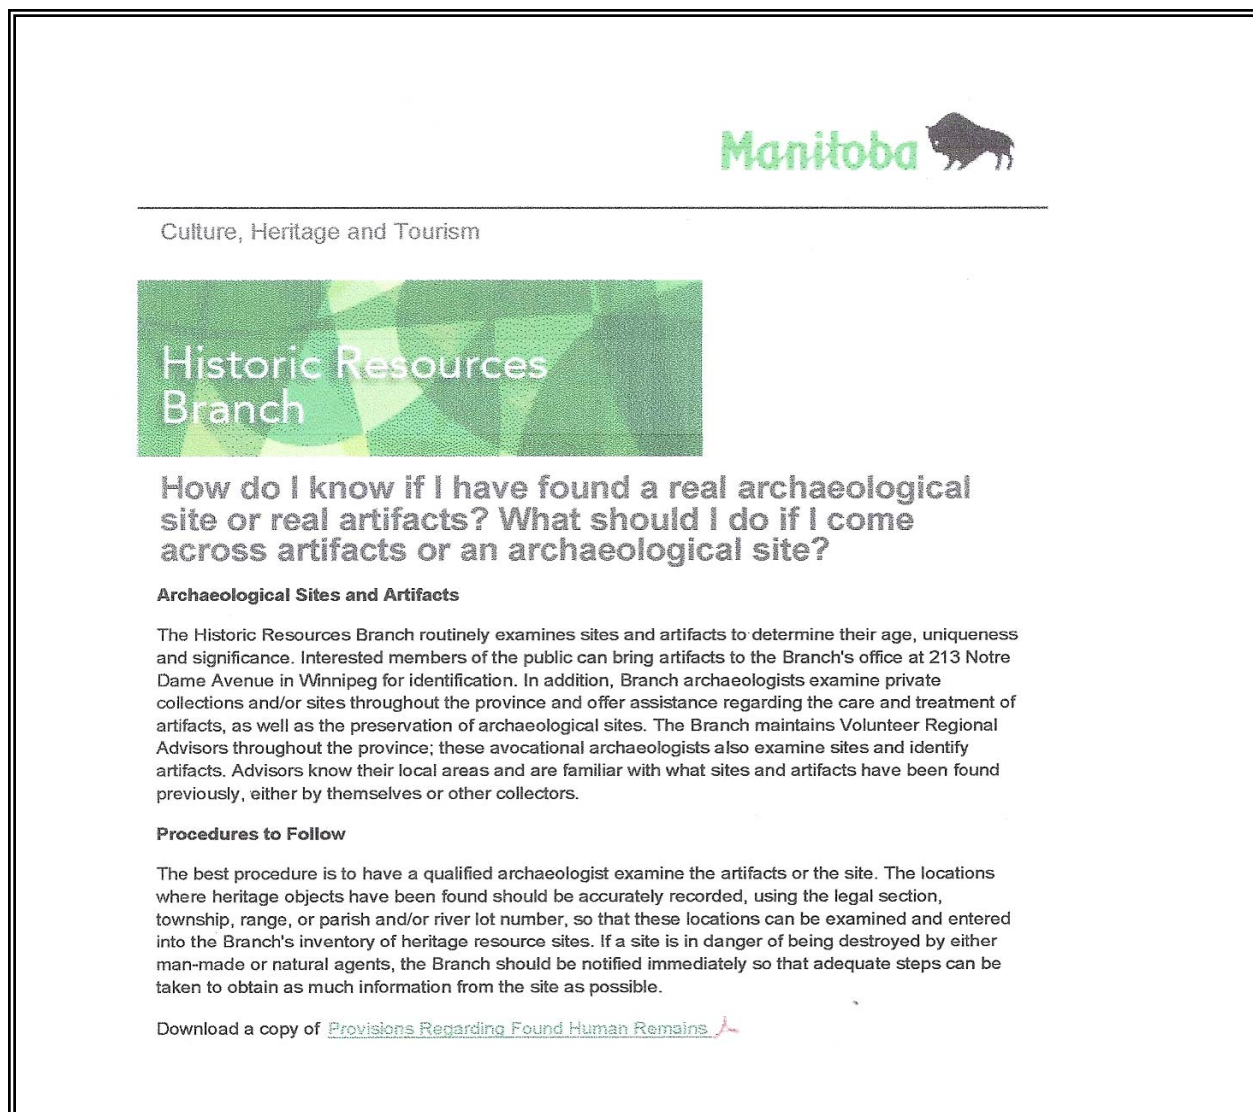 Manitoba
Culture, Heritage and Tourism
Historic Resources
Branch
How do I know if I have found a real archaeological
site or real artifacts? What should I do if I come
across artifacts or an archaeological site?
Archaeological Sites and Artifacts
The Historic Resources Branch routinely examines sites and artifacts to determine their age, uniqueness
and significance. Interested members of the public can bring artifacts to the Branch's office at 213 Notre
Dame Avenue in Winnipeg for identification. In addition, Branch archaeologists examine private
collections and/or sites throughout the province and offer assistance regarding the care and treatment of
artifacts, as well as the preservation of archaeological sites. The Branch maintains Volunteer Regional
Advisors throughout the province; these avocational archaeologists also examine sites and identify
artifacts. Advisors know their local areas and are familiar with what sites and artifacts have been found
previously, either by themselves or other collectors.
Procedures to Follow
The best procedure is to have a qualified archaeologist examine the artifacts or the site. The locations
where heritage objects have been found should be accurately recorded, using the legal section,
township, range, or parish and/or river lot number, so that these locations can be examined and entered
into the Branch's inventory of heritage resource sites. If a site is in danger of being destroyed by either
man-made or natural agents, the Branch should be notified immediately so that adequate steps can be
taken to obtain as much information from the site as possible.
Download a copy of Provisions Regarding Found Human Remains